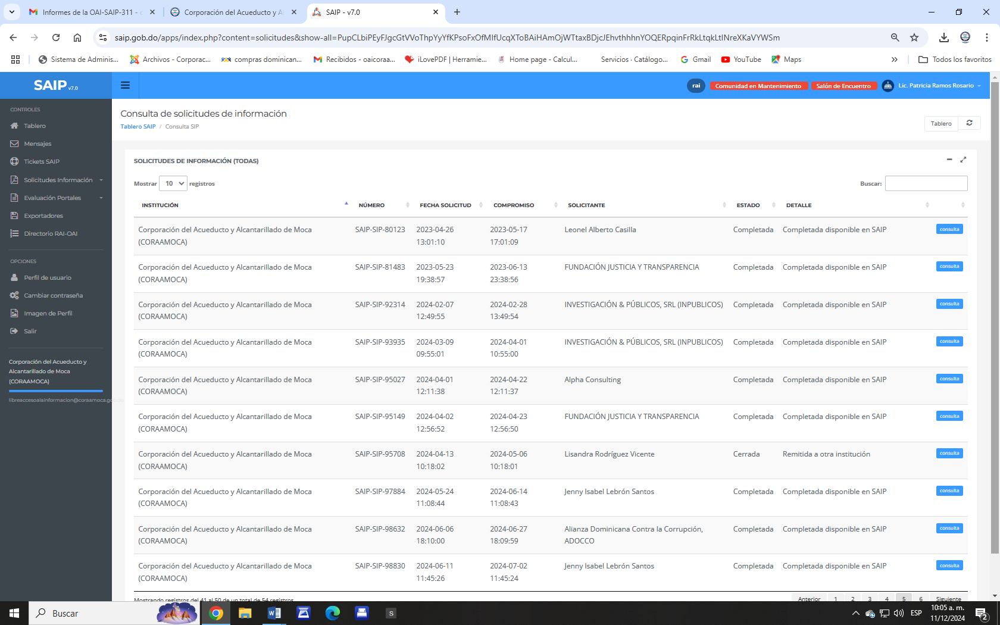 Informes de la OAI-SAIP-311 -
Corporación del Acueducto y A
SAIP - v7.0
saip.gob.do/apps/index.php?content=solicitudes&show-all=PupCLbiPEyFJgcGtVVoThpYyYfKPsoFxOfMIfUcqXToBAiHAmOjWTtaxBDjcJEhvthhhnYOQERpqinFrRkLtqkLtlNreXKaVYWSm
Sistema de Adminis...
Archivos - Corporac...
compras dominican...
Recibidos - oaicoraa...
iLovePDF | Herramie...
Home page - Calcul...
Servicios · Catálogo...
Gmail
YouTube
Maps
Todos los favoritos
SAIP v7.0
rai
Comunidad en Mantenimiento
Salón de Encuentro
Lic. Patricia Ramos Rosario
CONTROLES
Tablero
Mensajes
Tickets SAIP
Solicitudes Información
Evaluación Portales
Exportadores
Directorio RAI-OAI
OPCIONES
Perfil de usuario
Cambiar contraseña
Imagen de Perfil
Salir
Corporación del Acueducto y
Alcantarillado de Moca
(CORAAMOCA)
libreaccesoalainformacion@coraamoca.gob.do
Consulta de solicitudes de información
Tablero SAIP / Consulta SIP
Tablero
SOLICITUDES DE INFORMACIÓN (TODAS)
Mostrar 10 registros
Buscar:
INSTITUCIÓN NÚMERO FECHA SOLICITUD COMPROMISO SOLICITANTE ESTADO DETALLE
Corporación del Acueducto y Alcantarillado de Moca SAIP-SIP-80123 2023-04-26 2023-05-17 Leonel Alberto Casilla Completada Completada disponible en SAIP consulta
(CORAAMOCA) 13:01:10 17:01:09
Corporación del Acueducto y Alcantarillado de Moca SAIP-SIP-81483 2023-05-23 2023-06-13 FUNDACIÓN JUSTICIA Y TRANSPARENCIA Completada Completada disponible en SAIP consulta
(CORAAMOCA) 19:38:57 23:38:56
Corporación del Acueducto y Alcantarillado de Moca SAIP-SIP-92314 2024-02-07 2024-02-28 INVESTIGACIÓN & PÚBLICOS, SRL (INPUBLICOS) Completada Completada disponible en SAIP consulta
(CORAAMOCA) 12:49:55 13:49:54
Corporación del Acueducto y Alcantarillado de Moca SAIP-SIP-93935 2024-03-09 2024-04-01 INVESTIGACIÓN & PÚBLICOS, SRL (INPUBLICOS) Completada Completada disponible en SAIP consulta
(CORAAMOCA) 09:55:01 10:55:00
Corporación del Acueducto y Alcantarillado de Moca SAIP-SIP-95027 2024-04-01 2024-04-22 Alpha Consulting Completada Completada disponible en SAIP consulta
(CORAAMOCA) 12:11:38 12:11:37
Corporación del Acueducto y Alcantarillado de Moca SAIP-SIP-95149 2024-04-02 2024-04-23 FUNDACIÓN JUSTICIA Y TRANSPARENCIA Completada Completada disponible en SAIP consulta
(CORAAMOCA) 12:56:52 12:56:50
Corporación del Acueducto y Alcantarillado de Moca SAIP-SIP-95708 2024-04-13 2024-05-06 Lisandra Rodríguez Vicente Cerrada Remitida a otra institución consulta
(CORAAMOCA) 10:18:02 10:18:01
Corporación del Acueducto y Alcantarillado de Moca SAIP-SIP-97884 2024-05-24 2024-06-14 Jenny Isabel Lebrón Santos Completada Completada disponible en SAIP consulta
(CORAAMOCA) 11:08:44 11:08:43
Corporación del Acueducto y Alcantarillado de Moca SAIP-SIP-98632 2024-06-06 2024-06-27 Alianza Dominicana Contra la Corrupción, Completada Completada disponible en SAIP consulta
(CORAAMOCA) 18:10:00 18:09:59 ADOCCO
Corporación del Acueducto y Alcantarillado de Moca SAIP-SIP-98830 2024-06-11 2024-07-02 Jenny Isabel Lebrón Santos Completada Completada disponible en SAIP consulta
(CORAAMOCA) 11:45:26 11:45:24
Mostrando registros del 41 al 50 de un total de 54 registros
Anterior 1 2 3 4 5 6 Siguiente
Buscar
S
ESP
10:05 a. m.
11/12/2024
2